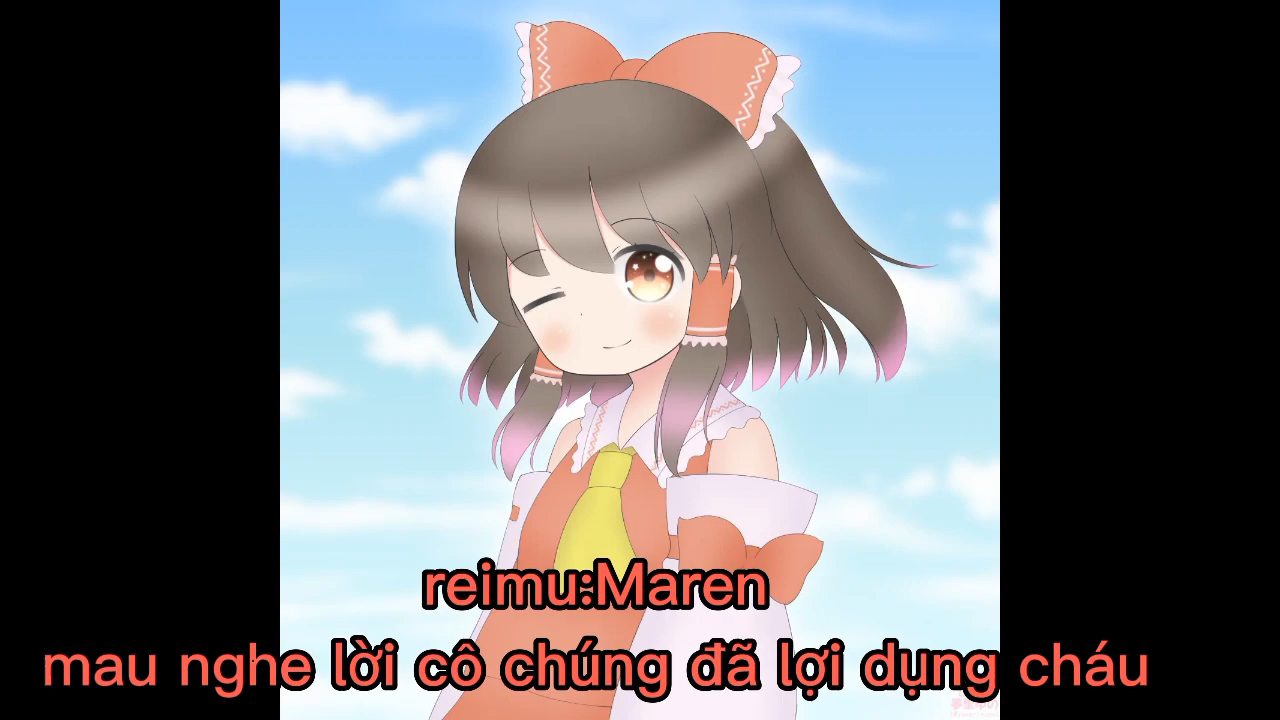 reimu:Maren
mau nghe lời cô chúng đã lợi dụng cháu